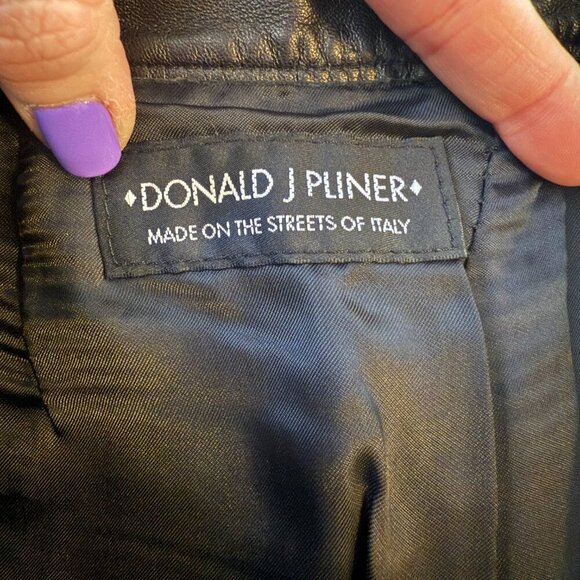 DONALD J PLINER
MADE ON THE STREETS OF ITALY